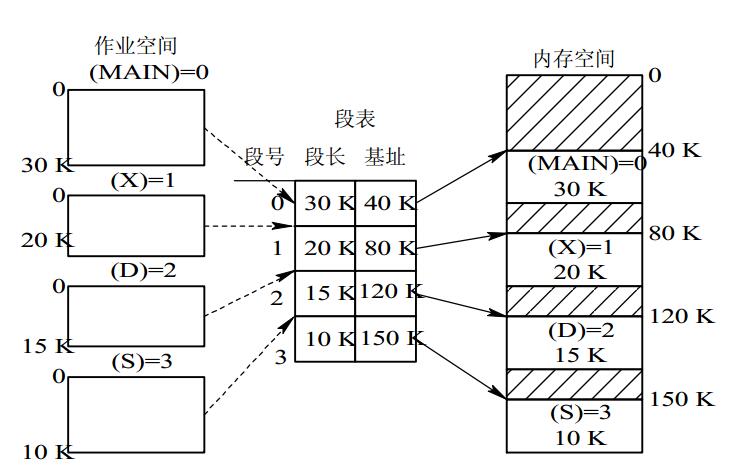 作业空间
(MAIN)=0
0
30 K
(X)=1
0
20 K
(D)=2
0
15 K
(S)=3
0
10 K
段表
段号 段长 基址
0 30 K 40 K
1 20 K 80 K
2 15 K 120 K
3 10 K 150 K
内存空间
0
40 K
(MAIN)=0
30 K
80 K
(X)=1
20 K
120 K
(D)=2
15 K
150 K
(S)=3
10 K